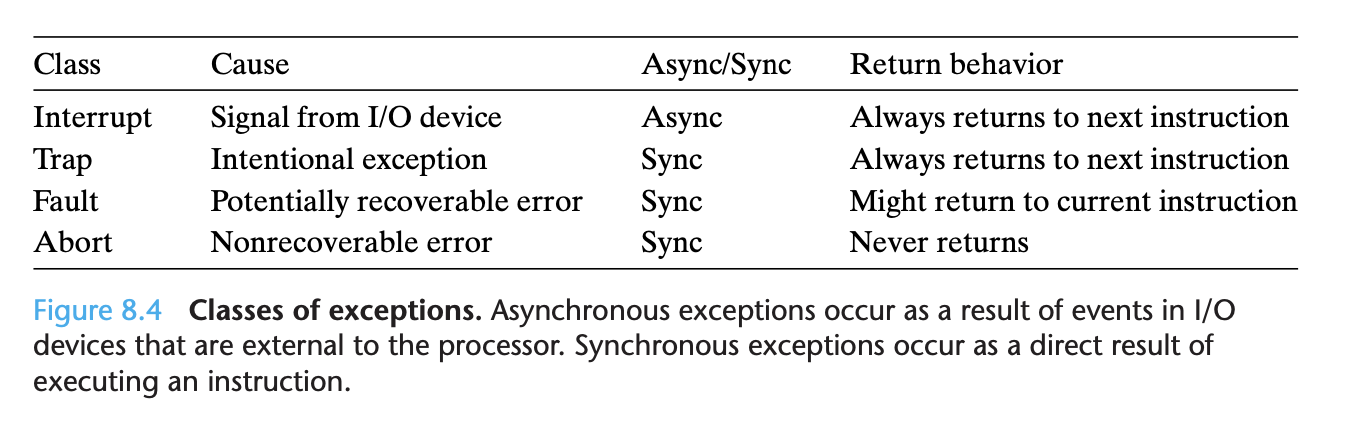 Class Cause Async/Sync Return behavior
Interrupt Signal from I/O device Async Always returns to next instruction
Trap Intentional exception Sync Always returns to next instruction
Fault Potentially recoverable error Sync Might return to current instruction
Abort Nonrecoverable error Sync Never returns
Figure 8.4 Classes of exceptions. Asynchronous exceptions occur as a result of events in I/O
devices that are external to the processor. Synchronous exceptions occur as a direct result of
executing an instruction.